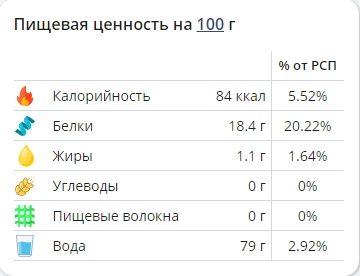 Пищевая ценность на 100 г
% от РСП
Калорийность 84 ккал 5.52%
Белки 18.4 г 20.22%
Жиры 1.1 г 1.64%
Углеводы 0 г 0%
Пищевые волокна 0 г 0%
Вода 79 г 2.92%